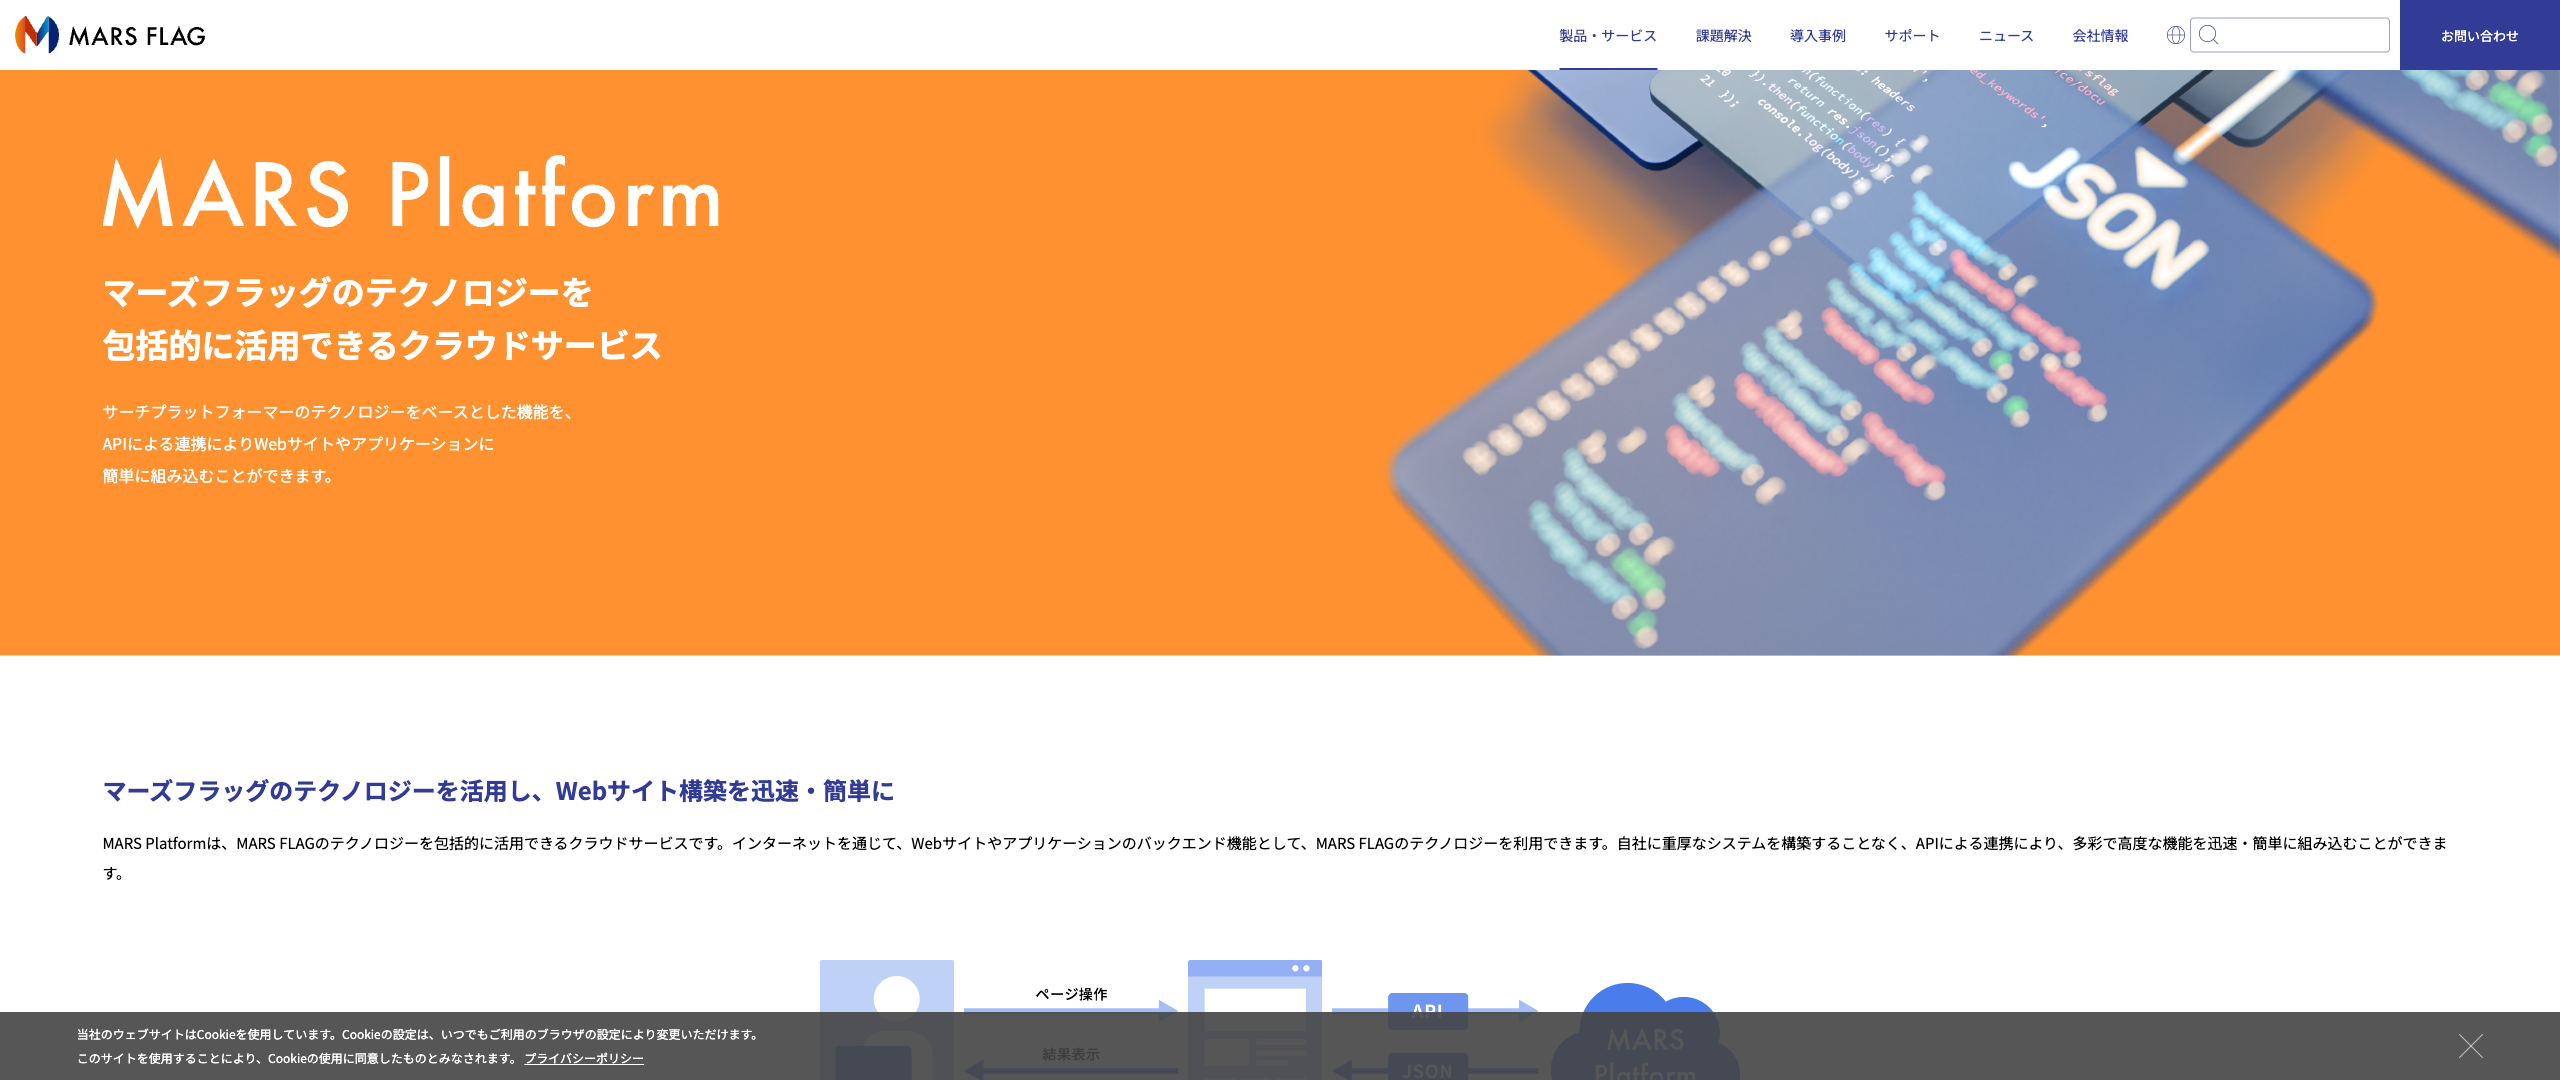 MARS FLAG
製品・サービス
課題解決
導入事例
サポート
ニュース
会社情報
お問い合わせ
21 });
}).then(function(body) {
console.log(body);
return res.json();
headers
JSON
MARS Platform
マーズフラッグのテクノロジーを
包括的に活用できるクラウドサービス
サーチプラットフォーマーのテクノロジーをベースとした機能を、
APIによる連携によりWebサイトやアプリケーションに
簡単に組み込むことができます。
マーズフラッグのテクノロジーを活用し、Webサイト構築を迅速・簡単に
MARS Platformは、MARS FLAGのテクノロジーを包括的に活用できるクラウドサービスです。インターネットを通じて、Webサイトやアプリケーションのバックエンド機能として、MARS FLAGのテクノロジーを利用できます。自社に重厚なシステムを構築することなく、APIによる連携により、多彩で高度な機能を迅速・簡単に組み込むことができま
す。
ページ操作
API
結果表示
JSON
MARS
Platform
当社のウェブサイトはCookieを使用しています。Cookieの設定は、いつでもご利用のブラウザの設定により変更いただけます。
このサイトを使用することにより、Cookieの使用に同意したものとみなされます。 プライバシーポリシー